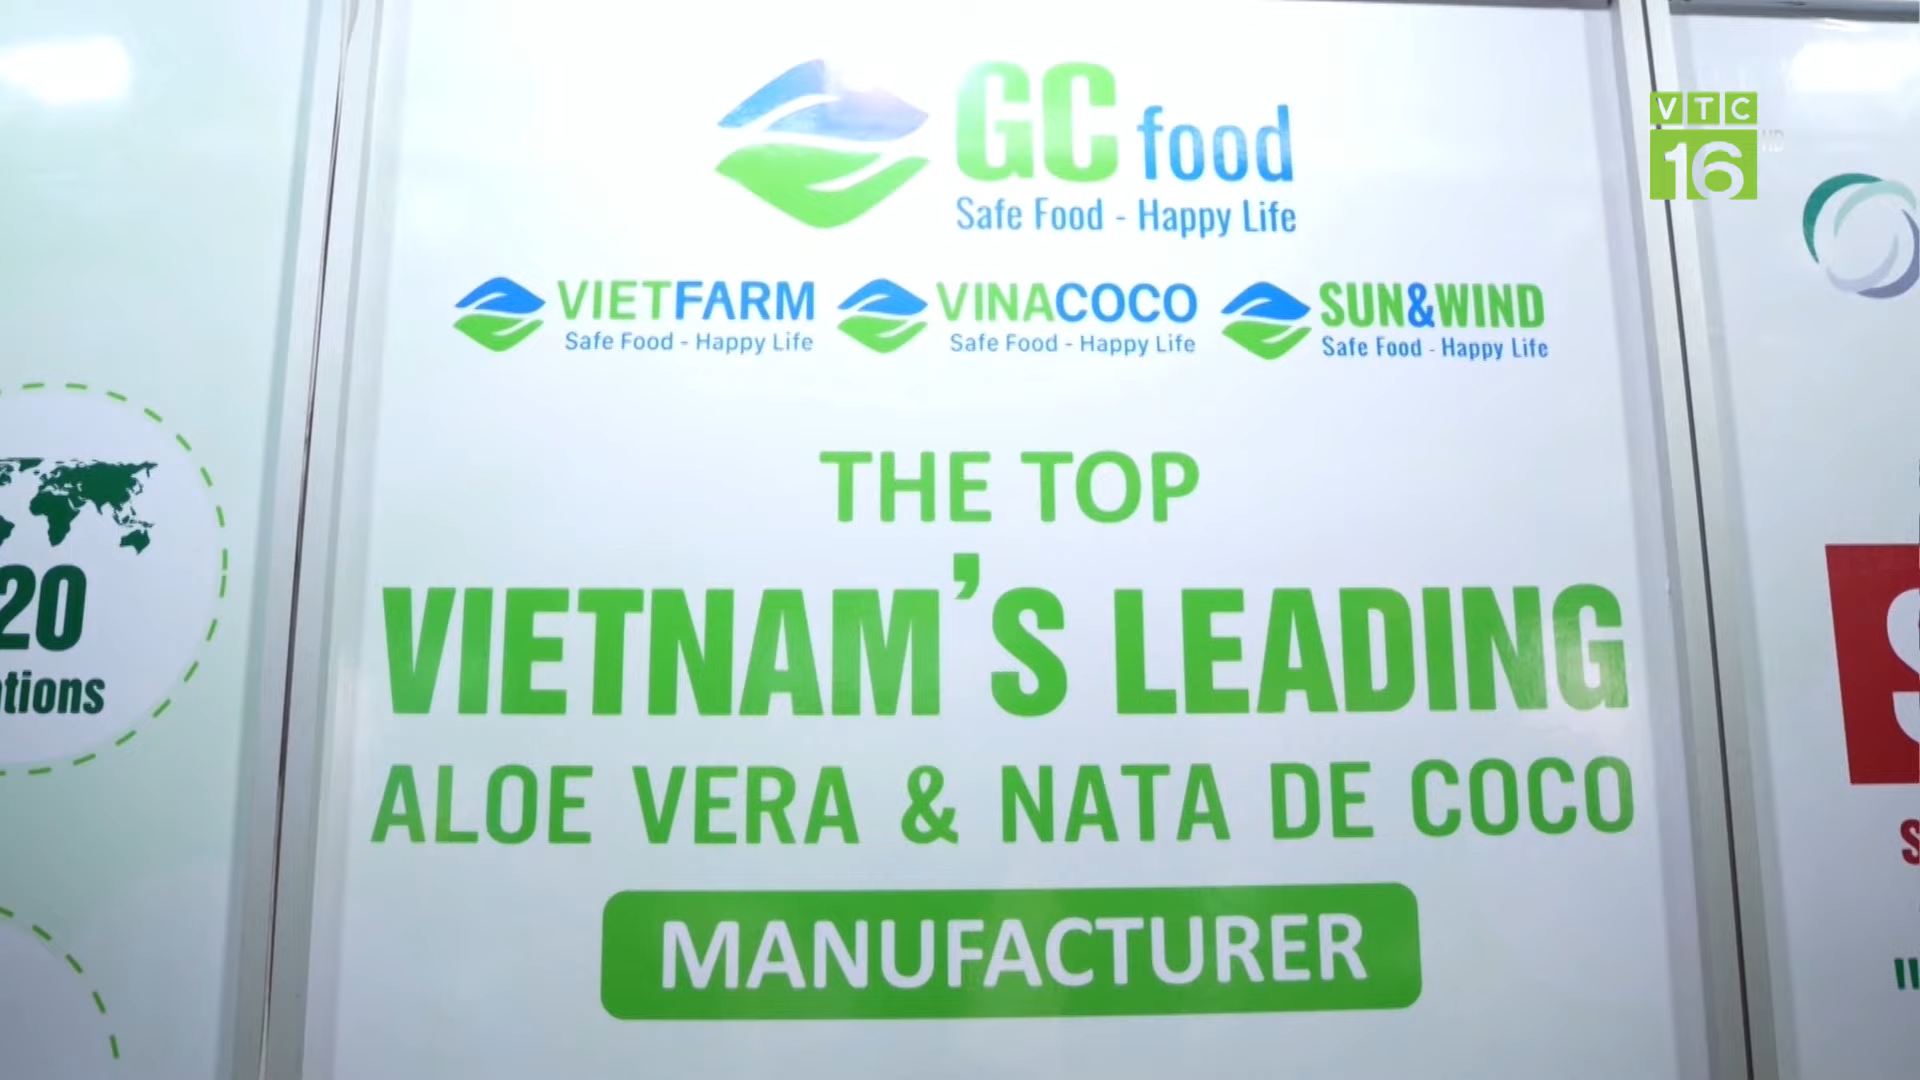 GC food
Safe Food - Happy Life
VTC
16
HD
VIETFARM
Safe Food - Happy Life
VINACOCO
Safe Food - Happy Life
SUN&WIND
Safe Food - Happy Life
THE TOP
VIETNAM'S LEADING
ALOE VERA & NATA DE COCO
MANUFACTURER
20